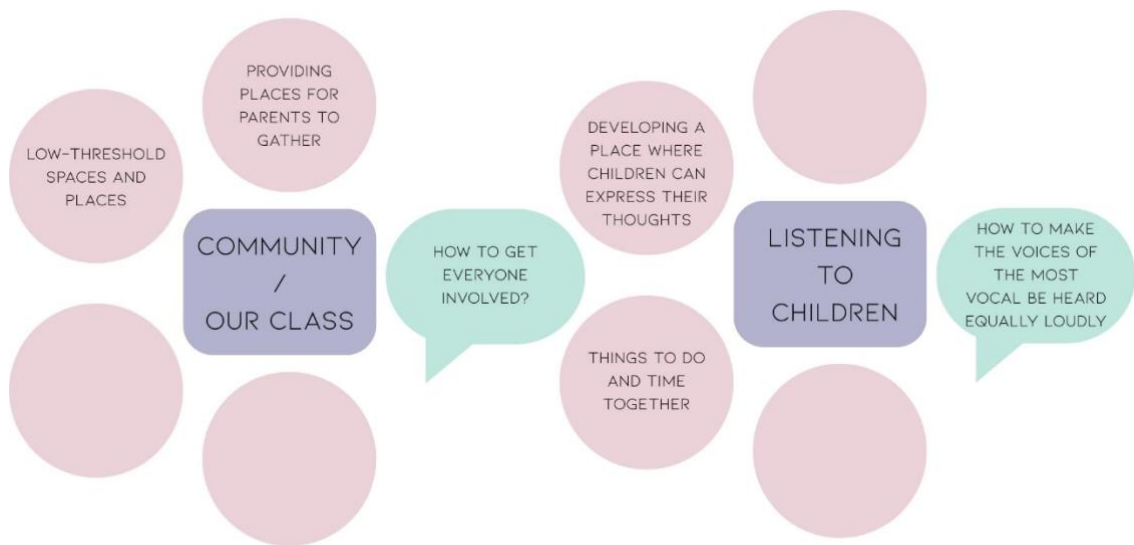 PROVIDING
PLACES FOR
PARENTS TO
GATHER
LOW-THRESHOLD
SPACES AND
PLACES
COMMUNITY
/
OUR CLASS
HOW TO GET
EVERYONE
INVOLVED?
DEVELOPING A
PLACE WHERE
CHILDREN CAN
EXPRESS THEIR
THOUGHTS
THINGS TO DO
AND TIME
TOGETHER
LISTENING
TO
CHILDREN
HOW TO MAKE
THE VOICES OF
THE MOST
VOCAL BE HEARD
EQUALLY LOUDLY